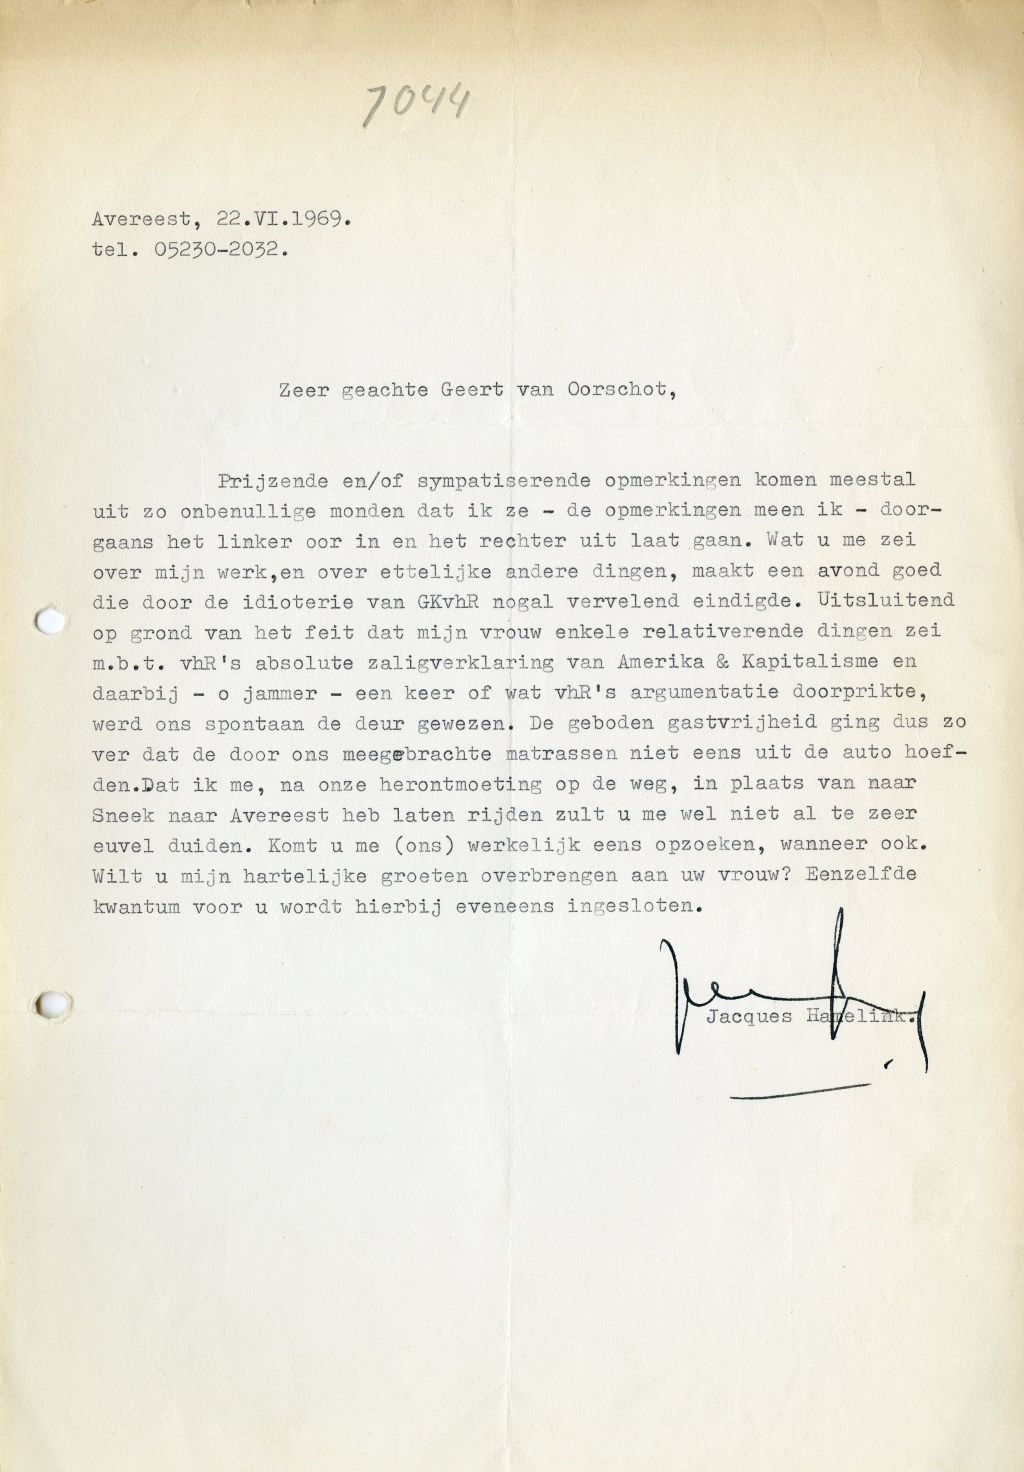 7044
Avereest, 22.VI.1969.
tel. 05230-2032.
Zeer geachte Geert van Oorschot,
Prijzende en/of sympatiserende opmerkingen komen meestal
uit zo onbenullige monden dat ik ze - de opmerkingen meen ik - door-
gaans het linker oor in en het rechter uit laat gaan. Wat u me zei
over mijn werk,en over ettelijke andere dingen, maakt een avond goed
die door de idioterie van GKvhR nogal vervelend eindigde. Uitsluitend
op grond van het feit dat mijn vrouw enkele relativerende dingen zei
m.b.t. vhR's absolute zaligverklaring van Amerika & Kapitalisme en
daarbij - o jammer - een keer of wat vhR's argumentatie doorprikte,
werd ons spontaan de deur gewezen. De geboden gastvrijheid ging dus zo
ver dat de door ons meegebrachte matrassen niet eens uit de auto hoef-
den.Dat ik me, na onze herontmoeting op de weg, in plaats van naar
Sneek naar Avereest heb laten rijden zult u me wel niet al te zeer
euvel duiden. Komt u me (ons) werkelijk eens opzoeken, wanneer ook.
Wilt u mijn hartelijke groeten overbrengen aan uw vrouw? Eenzelfde
kwantum voor u wordt hierbij eveneens ingesloten.
Jacques Hamelink.